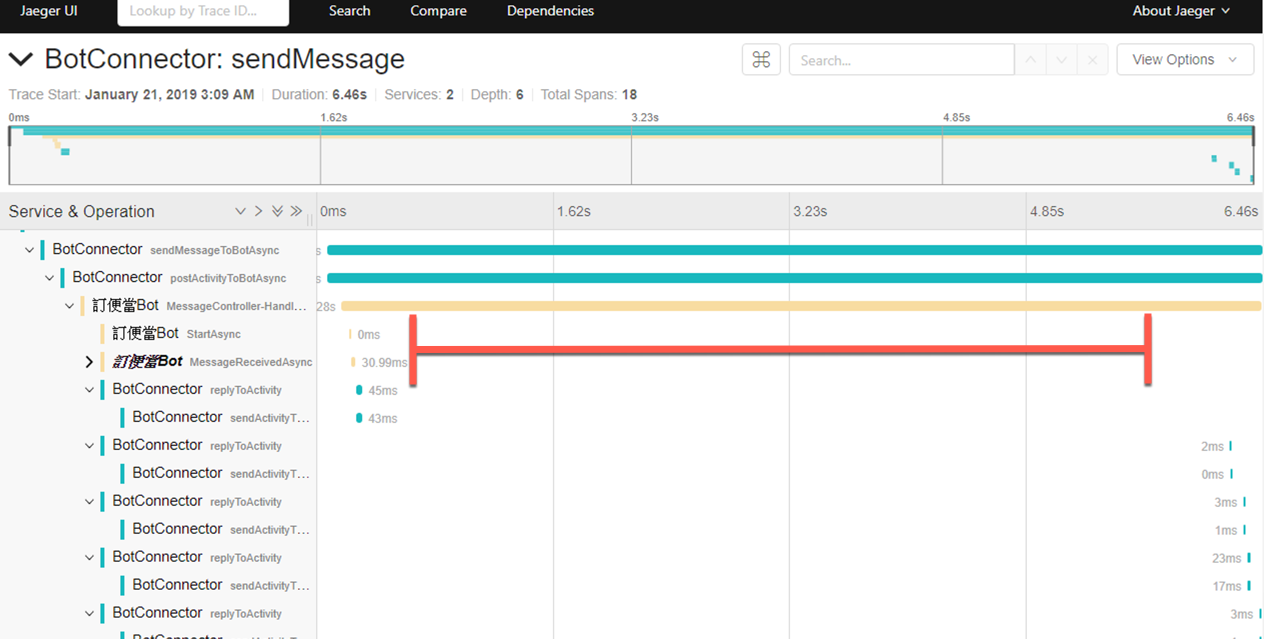 Jaeger UI Lookup by Trace ID... Search Compare Dependencies About Jaeger
BotConnector: sendMessage Search... View Options
Trace Start: January 21, 2019 3:09 AM Duration: 6.46s Services: 2 Depth: 6 Total Spans: 18
0ms 1.62s 3.23s 4.85s 6.46s
Service & Operation 0ms 1.62s 3.23s 4.85s 6.46s
BotConnector sendMessageToBotAsync s
BotConnector postActivityToBotAsync s
訂便當Bot MessageController-Handl... 28s
訂便當Bot StartAsync 0ms
訂便當Bot MessageReceivedAsync 30.99ms
BotConnector replyToActivity 45ms
BotConnector sendActivityT... 43ms
BotConnector replyToActivity 2ms
BotConnector sendActivityT... 0ms
BotConnector replyToActivity 3ms
BotConnector sendActivityT... 1ms
BotConnector replyToActivity 23ms
BotConnector sendActivityT... 17ms
BotConnector replyToActivity 3ms
BotConnector